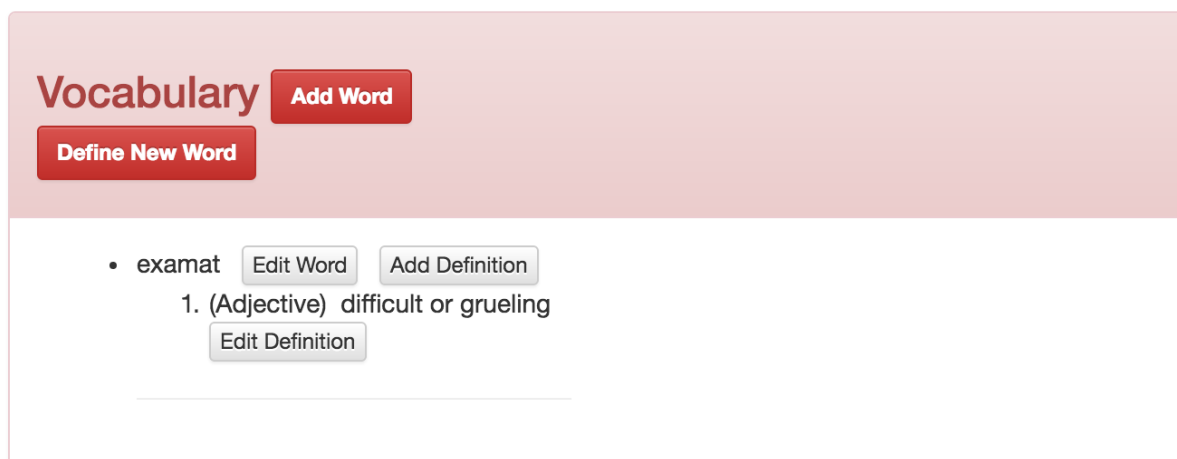 Vocabulary Add Word
Define New Word
• examat Edit Word Add Definition
1. (Adjective) difficult or grueling
Edit Definition